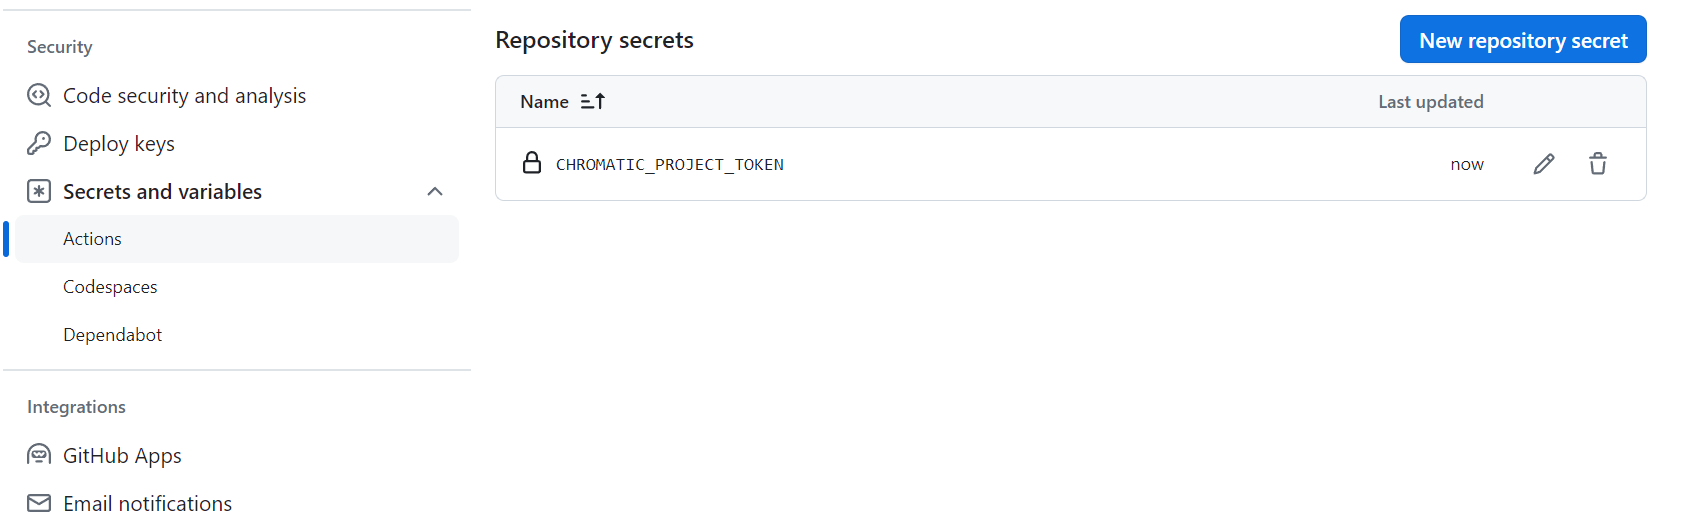 Security
Code security and analysis
Deploy keys
Secrets and variables
Actions
Codespaces
Dependabot
Integrations
GitHub Apps
Email notifications
Repository secrets
New repository secret
Name Last updated
CHROMATIC_PROJECT_TOKEN now